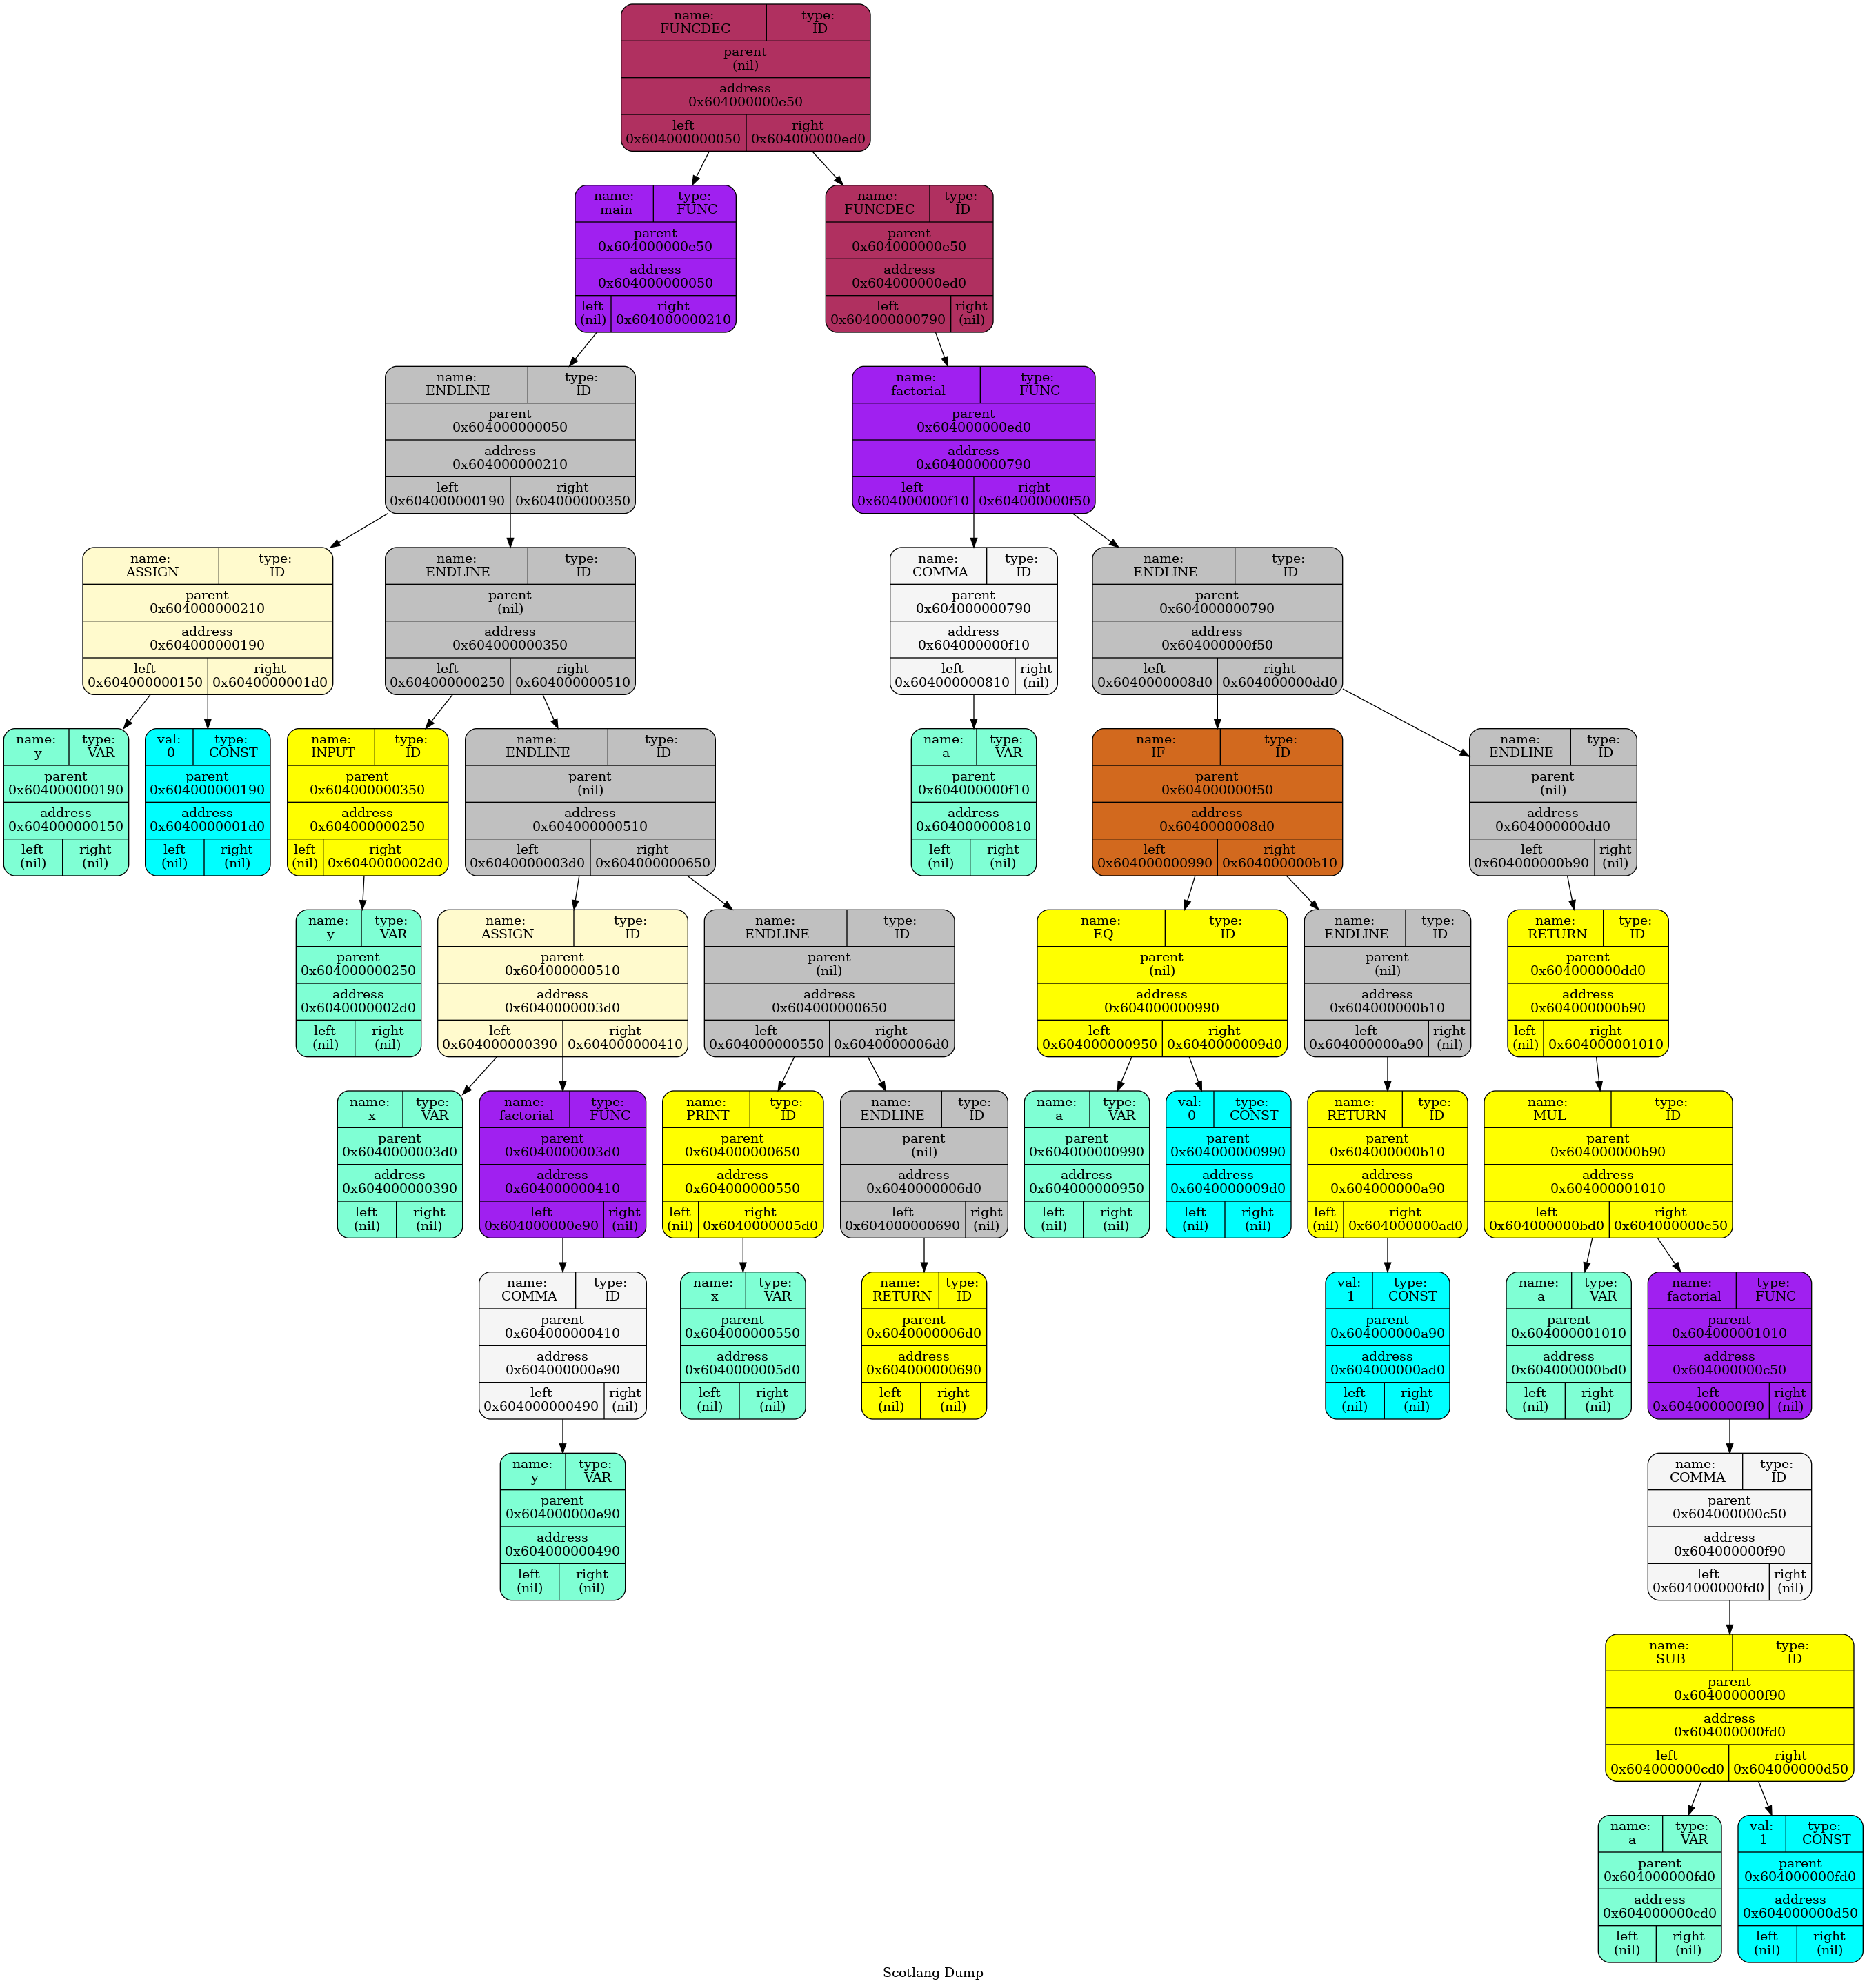 name: type:
FUNCDEC ID
parent
(nil)
address
0x604000000e50
left right
0x604000000050 0x604000000ed0
name: type:
main FUNC
parent
0x604000000e50
address
0x604000000050
left right
(nil) 0x604000000210
name: type:
FUNCDEC ID
parent
0x604000000e50
address
0x604000000ed0
left right
0x604000000790 (nil)
name: type:
ENDLINE ID
parent
0x604000000050
address
0x604000000210
left right
0x604000000190 0x604000000350
name: type:
factorial FUNC
parent
0x604000000ed0
address
0x604000000790
left right
0x604000000f10 0x604000000f50
name: type:
ASSIGN ID
parent
0x604000000210
address
0x604000000190
left right
0x604000000150 0x6040000001d0
name: type:
ENDLINE ID
parent
(nil)
address
0x604000000350
left right
0x604000000250 0x604000000510
name: type:
COMMA ID
parent
0x604000000790
address
0x604000000f10
left right
0x604000000810 (nil)
name: type:
ENDLINE ID
parent
0x604000000790
address
0x604000000f50
left right
0x6040000008d0 0x604000000dd0
name: type:
y VAR
parent
0x604000000190
address
0x604000000150
left right
(nil) (nil)
val: type:
0 CONST
parent
0x604000000190
address
0x6040000001d0
left right
(nil) (nil)
name: type:
INPUT ID
parent
0x604000000350
address
0x604000000250
left right
(nil) 0x6040000002d0
name: type:
ENDLINE ID
parent
(nil)
address
0x604000000510
left right
0x6040000003d0 0x604000000650
name: type:
a VAR
parent
0x604000000f10
address
0x604000000810
left right
(nil) (nil)
name: type:
IF ID
parent
0x604000000f50
address
0x6040000008d0
left right
0x604000000990 0x604000000b10
name: type:
ENDLINE ID
parent
(nil)
address
0x604000000dd0
left right
0x604000000b90 (nil)
name: type:
y VAR
parent
0x604000000250
address
0x6040000002d0
left right
(nil) (nil)
name: type:
ASSIGN ID
parent
0x604000000510
address
0x6040000003d0
left right
0x604000000390 0x604000000410
name: type:
ENDLINE ID
parent
(nil)
address
0x604000000650
left right
0x604000000550 0x6040000006d0
name: type:
EQ ID
parent
(nil)
address
0x604000000990
left right
0x604000000950 0x6040000009d0
name: type:
ENDLINE ID
parent
(nil)
address
0x604000000b10
left right
0x604000000a90 (nil)
name: type:
RETURN ID
parent
0x604000000dd0
address
0x604000000b90
left right
(nil) 0x604000001010
name: type:
x VAR
parent
0x6040000003d0
address
0x604000000390
left right
(nil) (nil)
name: type:
factorial FUNC
parent
0x6040000003d0
address
0x604000000410
left right
0x604000000e90 (nil)
name: type:
PRINT ID
parent
0x604000000650
address
0x604000000550
left right
(nil) 0x6040000005d0
name: type:
ENDLINE ID
parent
(nil)
address
0x6040000006d0
left right
0x604000000690 (nil)
name: type:
a VAR
parent
0x604000000990
address
0x604000000950
left right
(nil) (nil)
val: type:
0 CONST
parent
0x604000000990
address
0x6040000009d0
left right
(nil) (nil)
name: type:
RETURN ID
parent
0x604000000b10
address
0x604000000a90
left right
(nil) 0x604000000ad0
name: type:
MUL ID
parent
0x604000000b90
address
0x604000001010
left right
0x604000000bd0 0x604000000c50
name: type:
COMMA ID
parent
0x604000000410
address
0x604000000e90
left right
0x604000000490 (nil)
name: type:
x VAR
parent
0x604000000550
address
0x6040000005d0
left right
(nil) (nil)
name: type:
RETURN ID
parent
0x6040000006d0
address
0x604000000690
left right
(nil) (nil)
val: type:
1 CONST
parent
0x604000000a90
address
0x604000000ad0
left right
(nil) (nil)
name: type:
a VAR
parent
0x604000001010
address
0x604000000bd0
left right
(nil) (nil)
name: type:
factorial FUNC
parent
0x604000001010
address
0x604000000c50
left right
0x604000000f90 (nil)
name: type:
y VAR
parent
0x604000000e90
address
0x604000000490
left right
(nil) (nil)
name: type:
COMMA ID
parent
0x604000000c50
address
0x604000000f90
left right
0x604000000fd0 (nil)
name: type:
SUB ID
parent
0x604000000f90
address
0x604000000fd0
left right
0x604000000cd0 0x604000000d50
name: type:
a VAR
parent
0x604000000fd0
address
0x604000000cd0
left right
(nil) (nil)
val: type:
1 CONST
parent
0x604000000fd0
address
0x604000000d50
left right
(nil) (nil)
Scotlang Dump